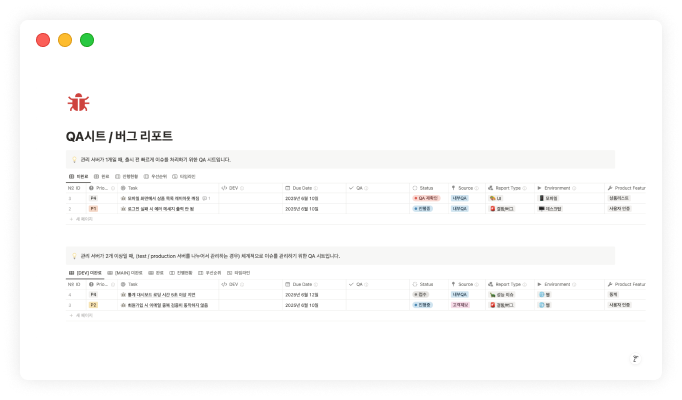 QA시트 / 버그 리포트
관리 서버가 1개일 때, 출시 전 빠르게 이슈를 처리하기 위한 QA 시트입니다.
미완료 완료 진행현황 우선순위 타임라인
ID Prio... Task DEV Due Date QA Status Source Report Type Environment Product Featur
P4 모바일 화면에서 상품 목록 레이아웃 깨짐 2025년 6월 10일 QA 재확인 내부QA UI 모바일 상품리스트
P1 로그인 실패 시 에러 메세지 출력 안 됨 2025년 6월 10일 진행중 내부QA 결함/버그 데스크탑 사용자 인증
새 페이지
관리 서버가 2개 이상일 때, (test / production 서버를 나누어서 관리하는 경우) 체계적으로 이슈를 관리하기 위한 QA 시트입니다.
[DEV] 미완료 [MAIN] 미완료 완료 진행현황 우선순위 타임라인
ID Prio... Task DEV Due Date QA Status Source Report Type Environment Product Featur
4 P4 통계 대시보드 로딩 시간 5초 이상 지연 2025년 6월 12일 접수 내부QA 성능 이슈 웹 통계
P2 회원가입 시 이메일 중복 검증이 동작하지 않음 2025년 6월 10일 진행중 고객제보 결함/버그 웹 사용자 인증
새 페이지